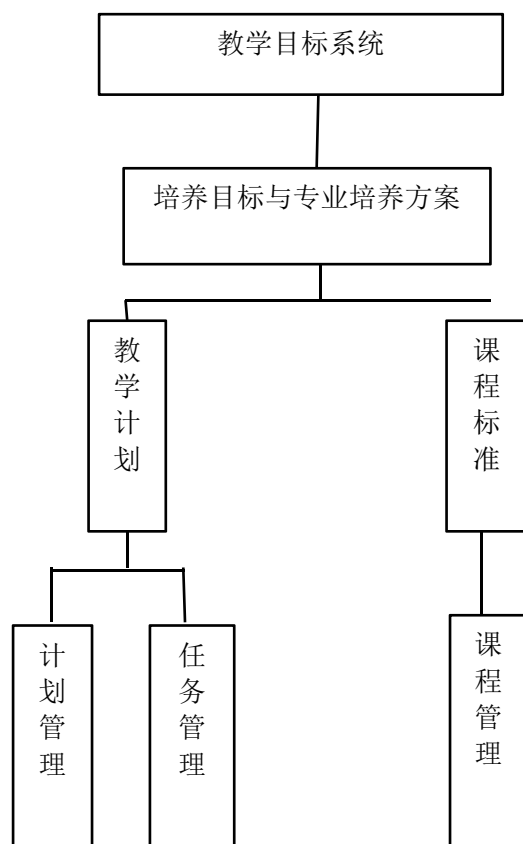 教学目标系统
培养目标与专业培养方案
教学计划
课程标准
计划管理
任务管理
课程管理